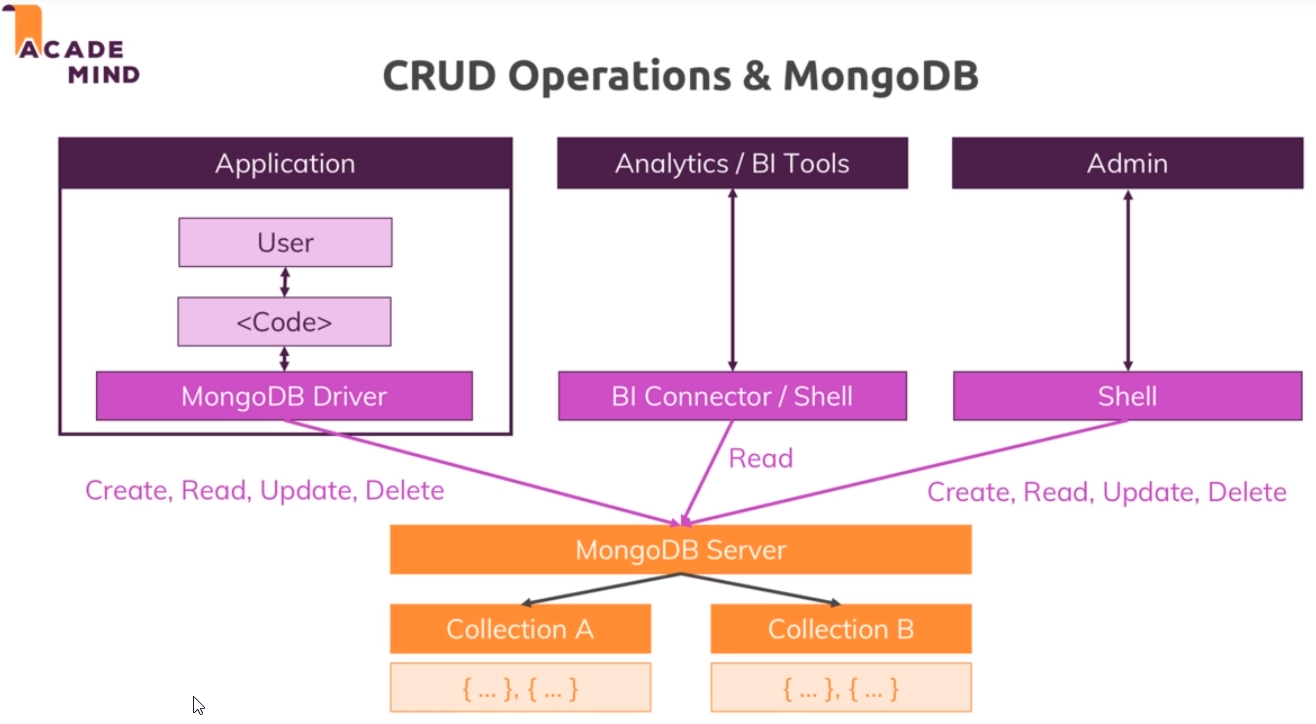 ACADE
MIND
CRUD Operations & MongoDB
Application
User
<Code>
MongoDB Driver
Analytics / BI Tools
BI Connector / Shell
Admin
Shell
Create, Read, Update, Delete
Read
Create, Read, Update, Delete
MongoDB Server
Collection A
{ ... }, { ... }
Collection B
{ ... }, { ... }